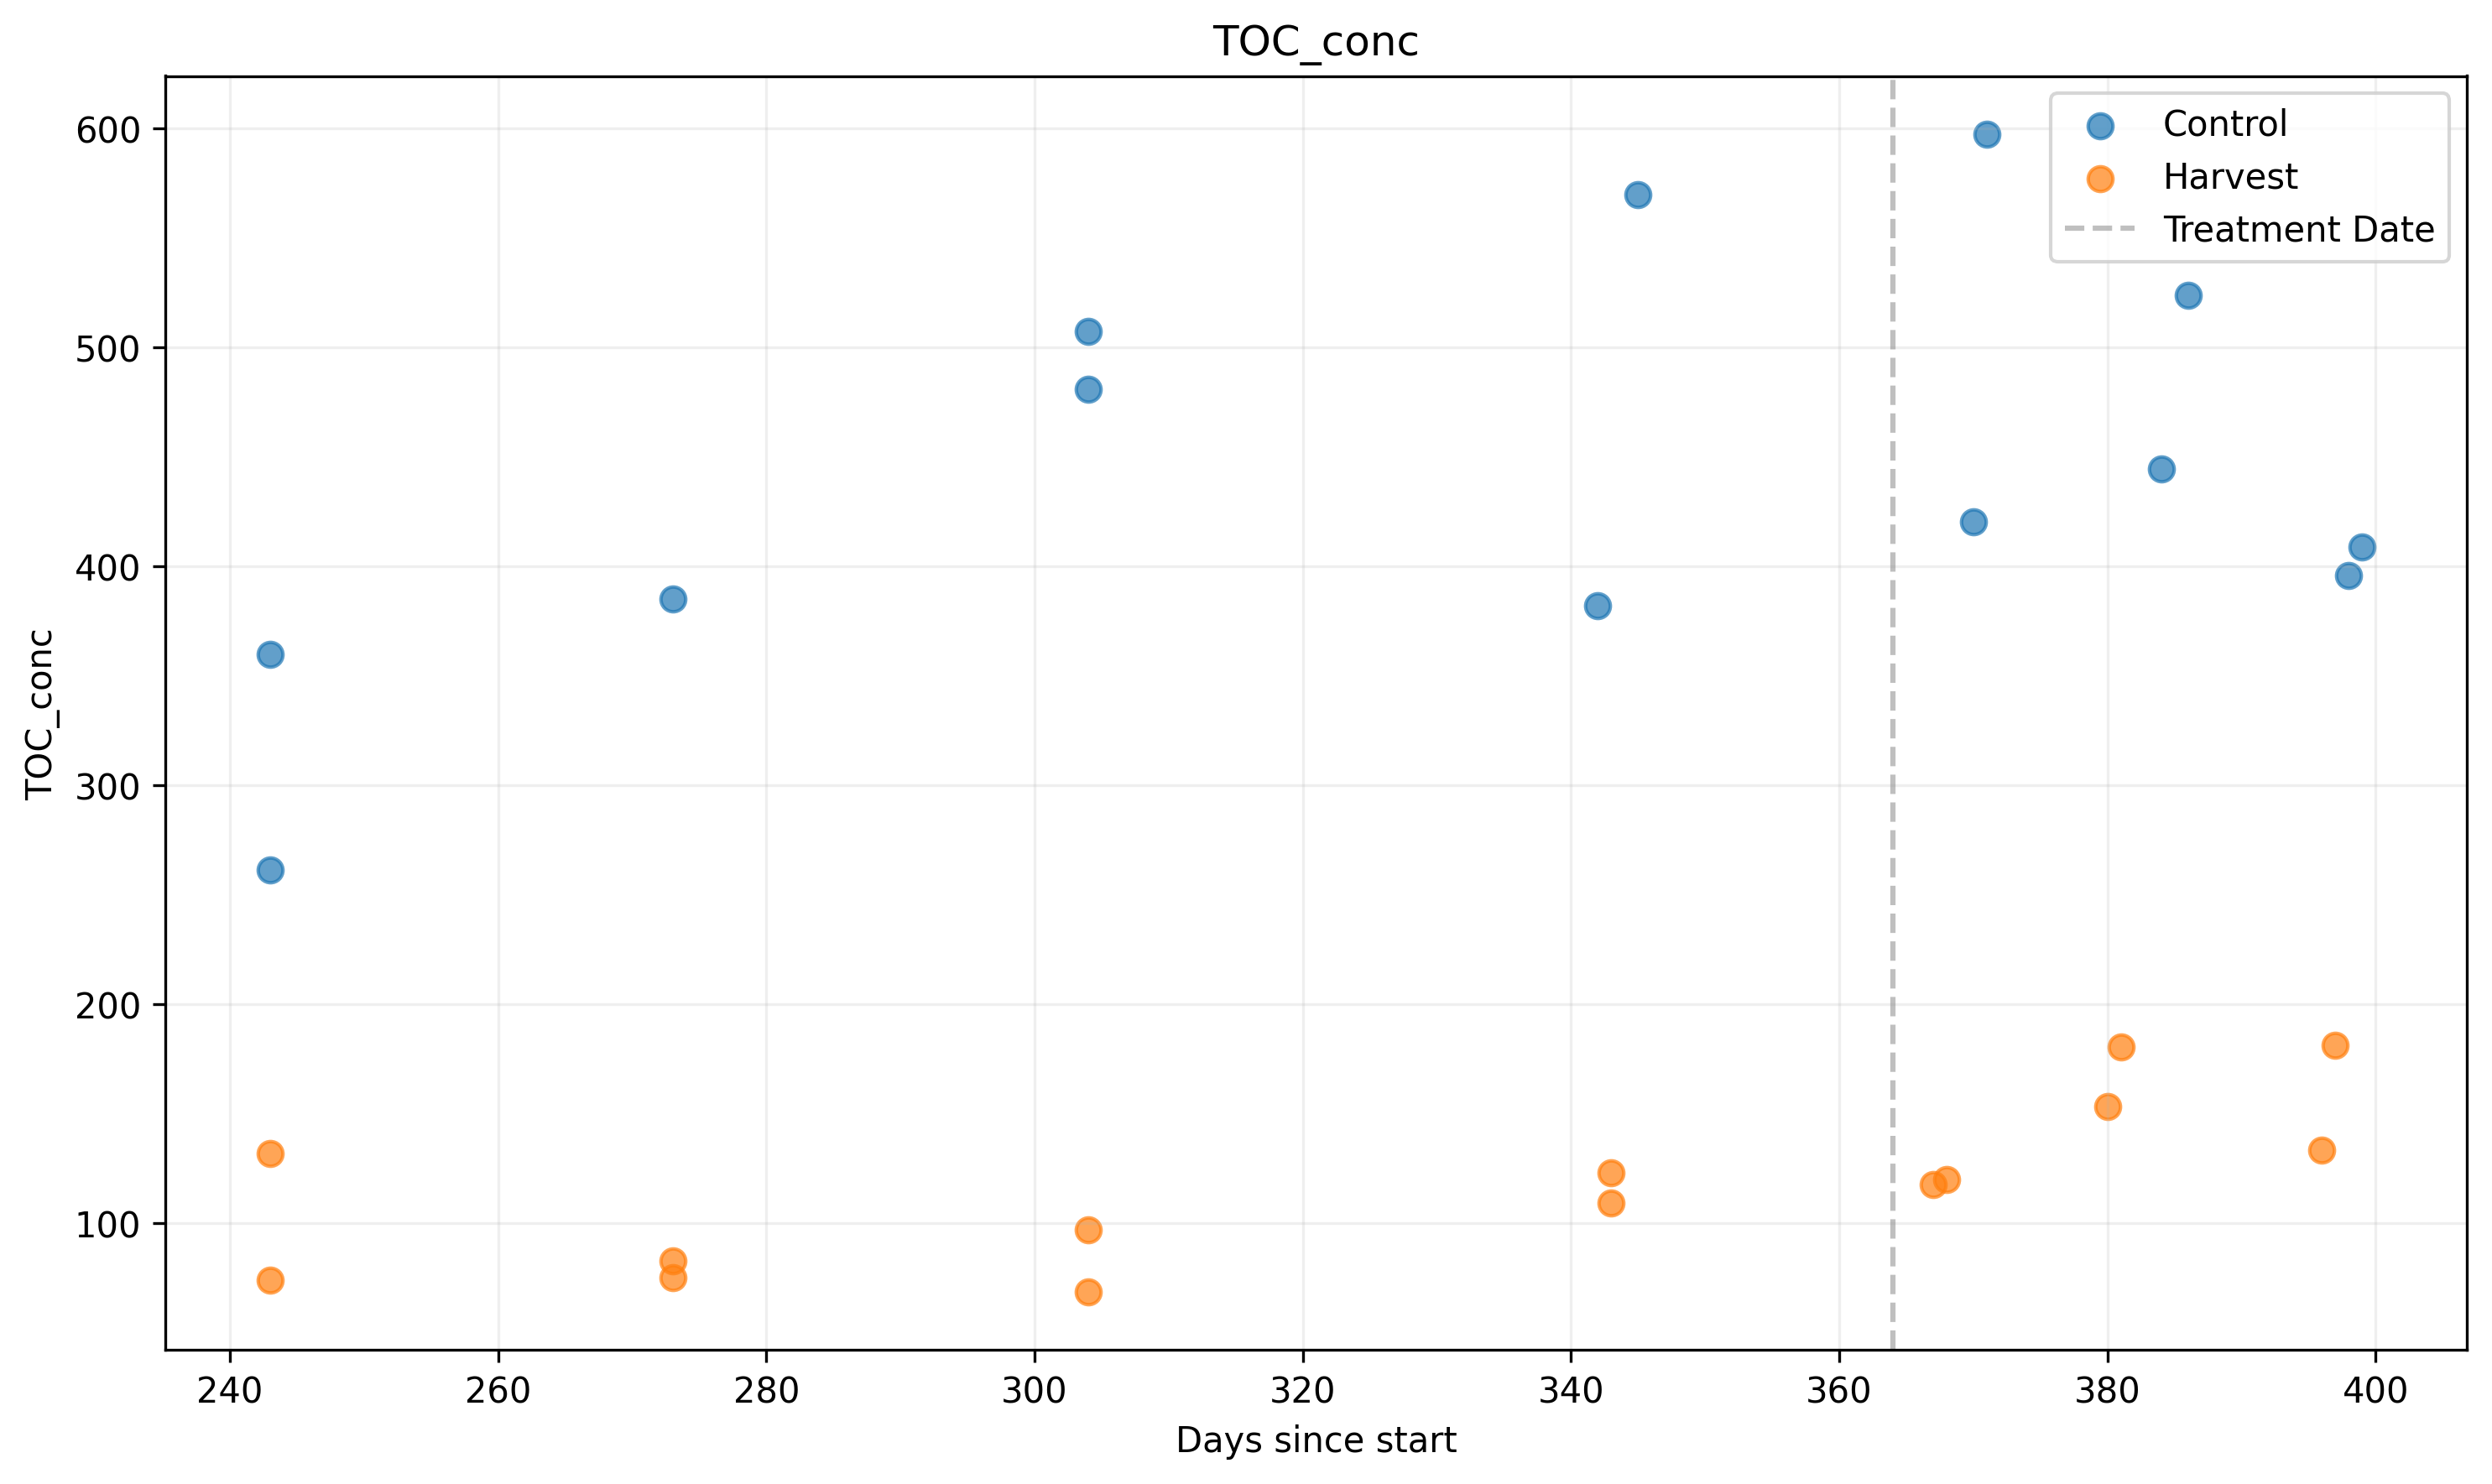 TOC_conc
Control
Harvest
Treatment Date
600
500
400
300
200
100
TOC_conc
240 260 280 300 320 340 360 380 400
Days since start